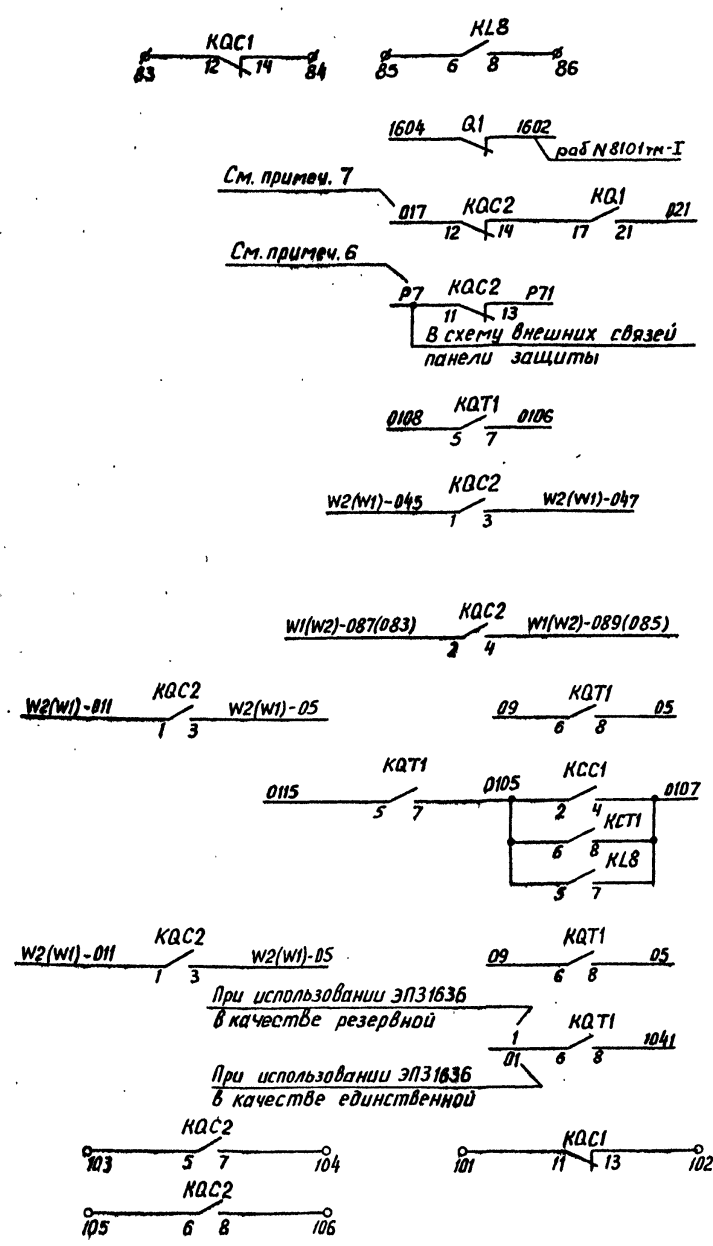 KQC1
83 12 14 84
KL8
85 6 8 86
1604 Q1 1602
раб N8101тм-I
См. примеч. 7
017 KQC2 KQ1 021
12 14 17 21
См. примеч. 6
P7 KQC2 P71
11 13
В схему внешних связей
панели защиты
0108 KQT1 0106
5 7
W2(W1)-045 KQC2 W2(W1)-047
1 3
W1(W2)-087(083) KQC2 W1(W2)-089(085)
2 4
W2(W1)-011 KQC2 W2(W1)-05
1 3
09 KQT1 05
6 8
0115 KQT1 0105 KCC1 0107
5 7 2 4
KCT1
6 8
KL8
5 7
W2(W1)-011 KQC2 W2(W1)-05
1 3
09 KQT1 05
6 8
При использовании ЭПЗ1636
в качестве резервной
1 KQT1 1041
01 6 8
При использовании ЭПЗ1636
в качестве единственной
KQC2
103 5 7 104
KQC1
101 11 13 102
KQC2
105 6 8 106